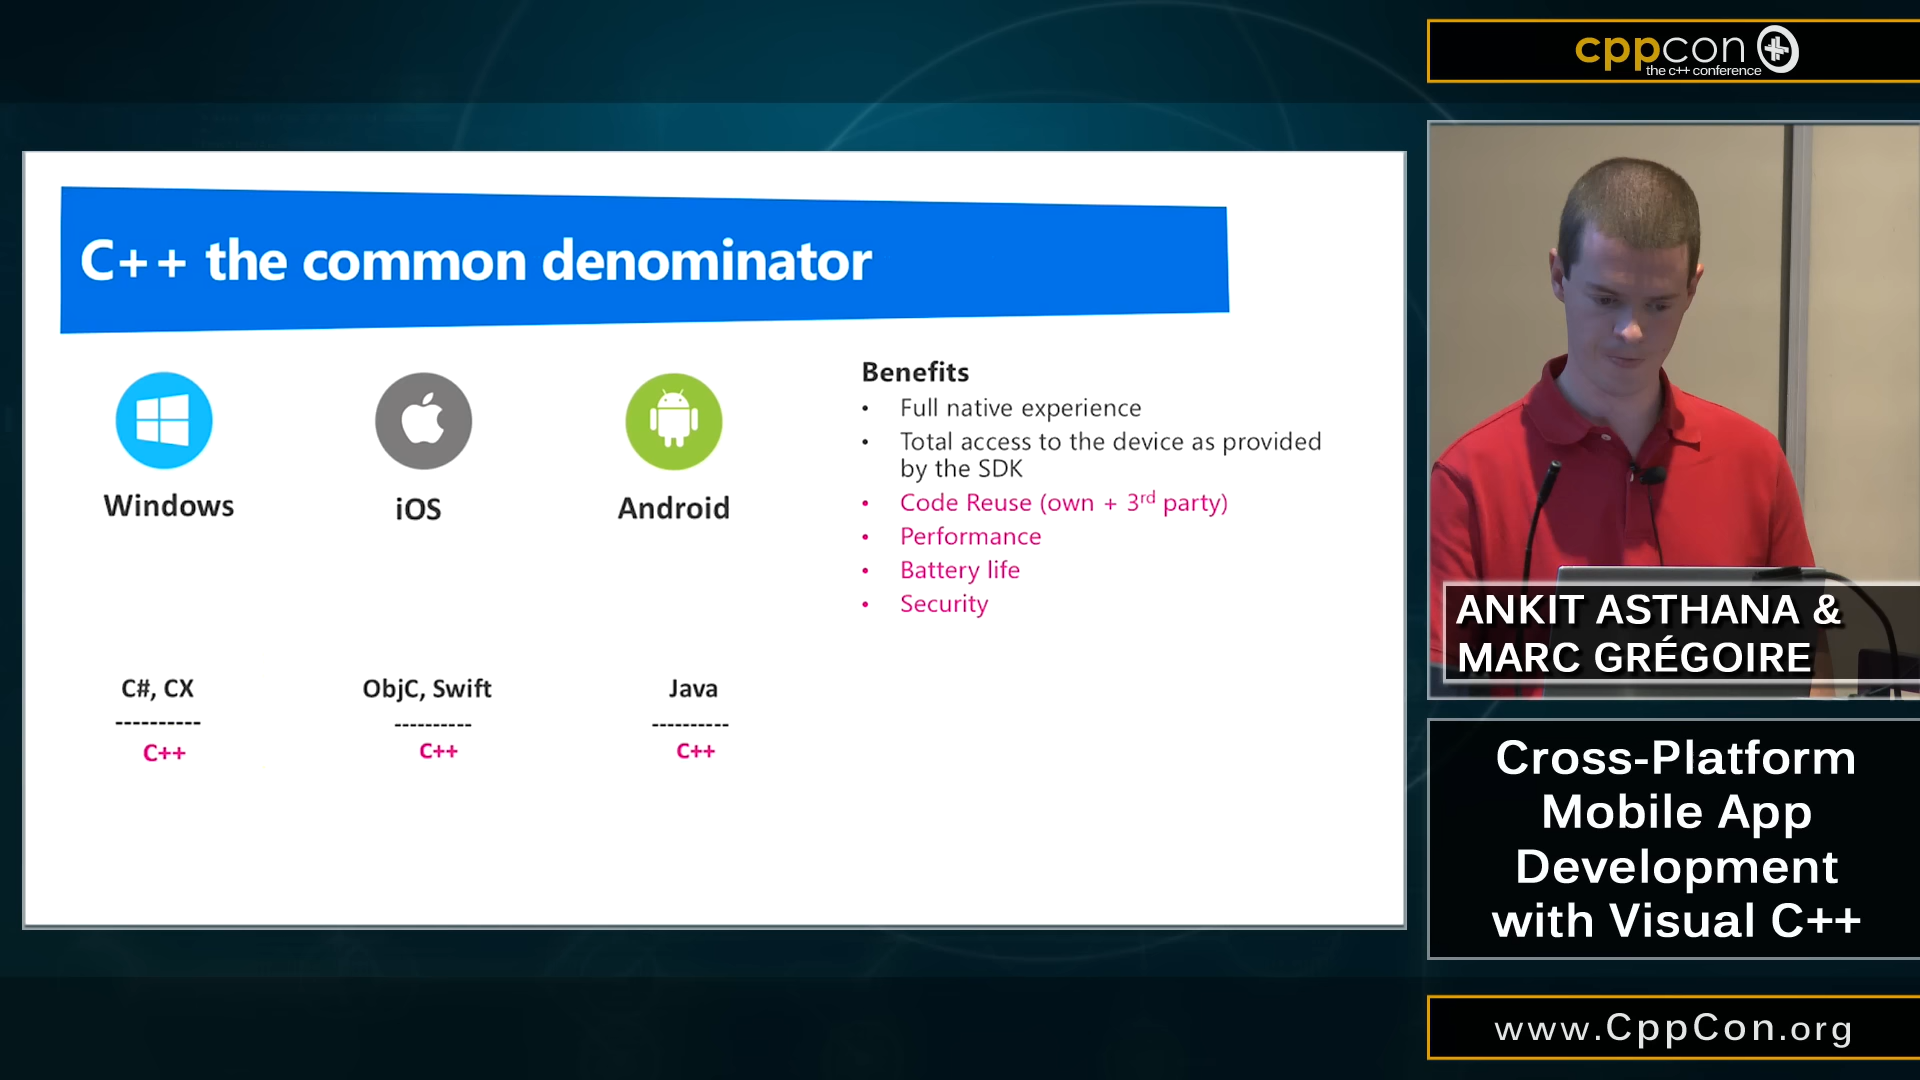 cppcon
the c++ conference
C++ the common denominator
Windows
iOS
Android
Benefits
• Full native experience
• Total access to the device as provided
by the SDK
• Code Reuse (own + 3rd party)
• Performance
• Battery life
• Security
C#, CX
----------
C++
ObjC, Swift
----------
C++
Java
----------
C++
ANKIT ASTHANA &
MARC GRÉGOIRE
Cross-Platform
Mobile App
Development
with Visual C++
www.CppCon.org